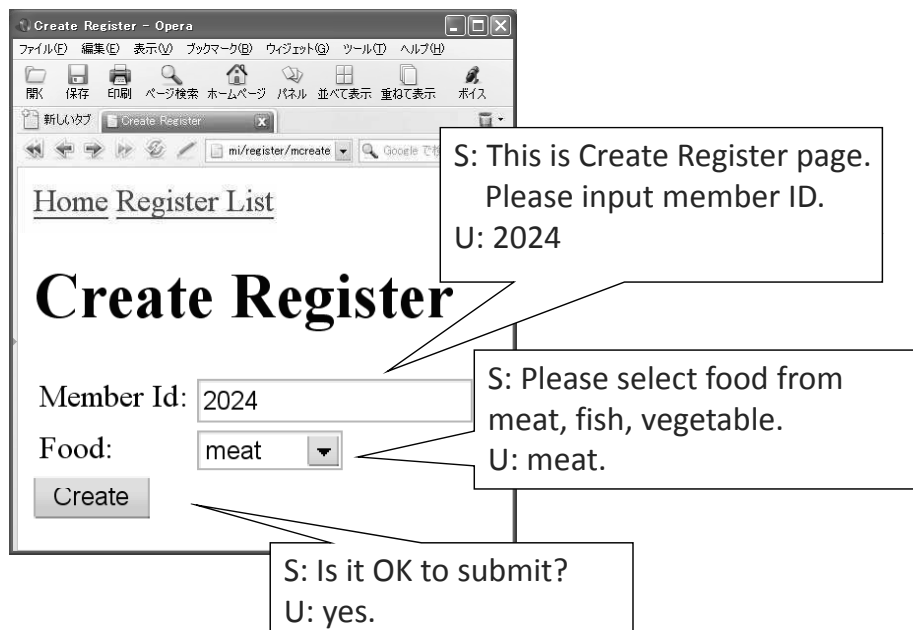 Create Register - Opera
ファイル(F) 編集(E) 表示(V) ブックマーク(B) ウィジェット(G) ツール(T) ヘルプ(H)
開く 保存 印刷 ページ検索 ホームページ パネル 並べて表示 重ねて表示 ボイス
新しいタブ Create Register
mi/register/mcreate Google で
S: This is Create Register page.
Please input member ID.
U: 2024
Home Register List
Create Register
Member Id: 2024
S: Please select food from
meat, fish, vegetable.
U: meat.
Food: meat
Create
S: Is it OK to submit?
U: yes.